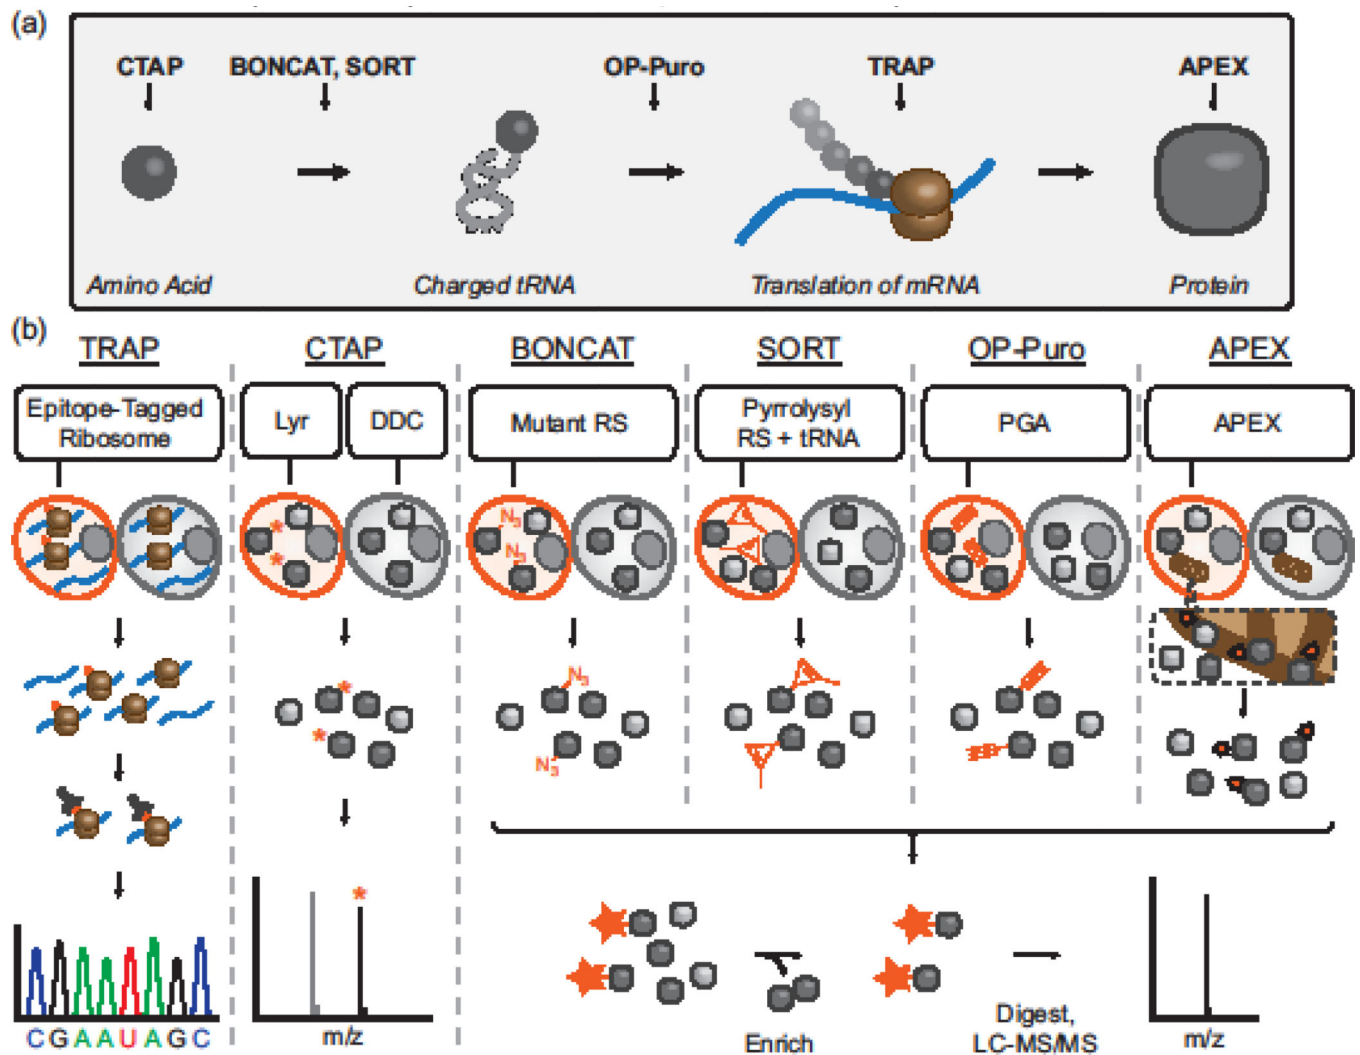 (a)
CTAP BONCAT, SORT OP-Puro TRAP APEX
Amino Acid Charged tRNA Translation of mRNA Protein
(b)
TRAP CTAP BONCAT SORT OP-Puro APEX
Epitope-Tagged
Ribosome
Lyr DDC Mutant RS
Pyrrolysyl
RS + tRNA
PGA APEX
* N3
* N3
* N3
* N3
*
CGAAUAGC
m/z
Enrich
Digest,
LC-MS/MS
m/z